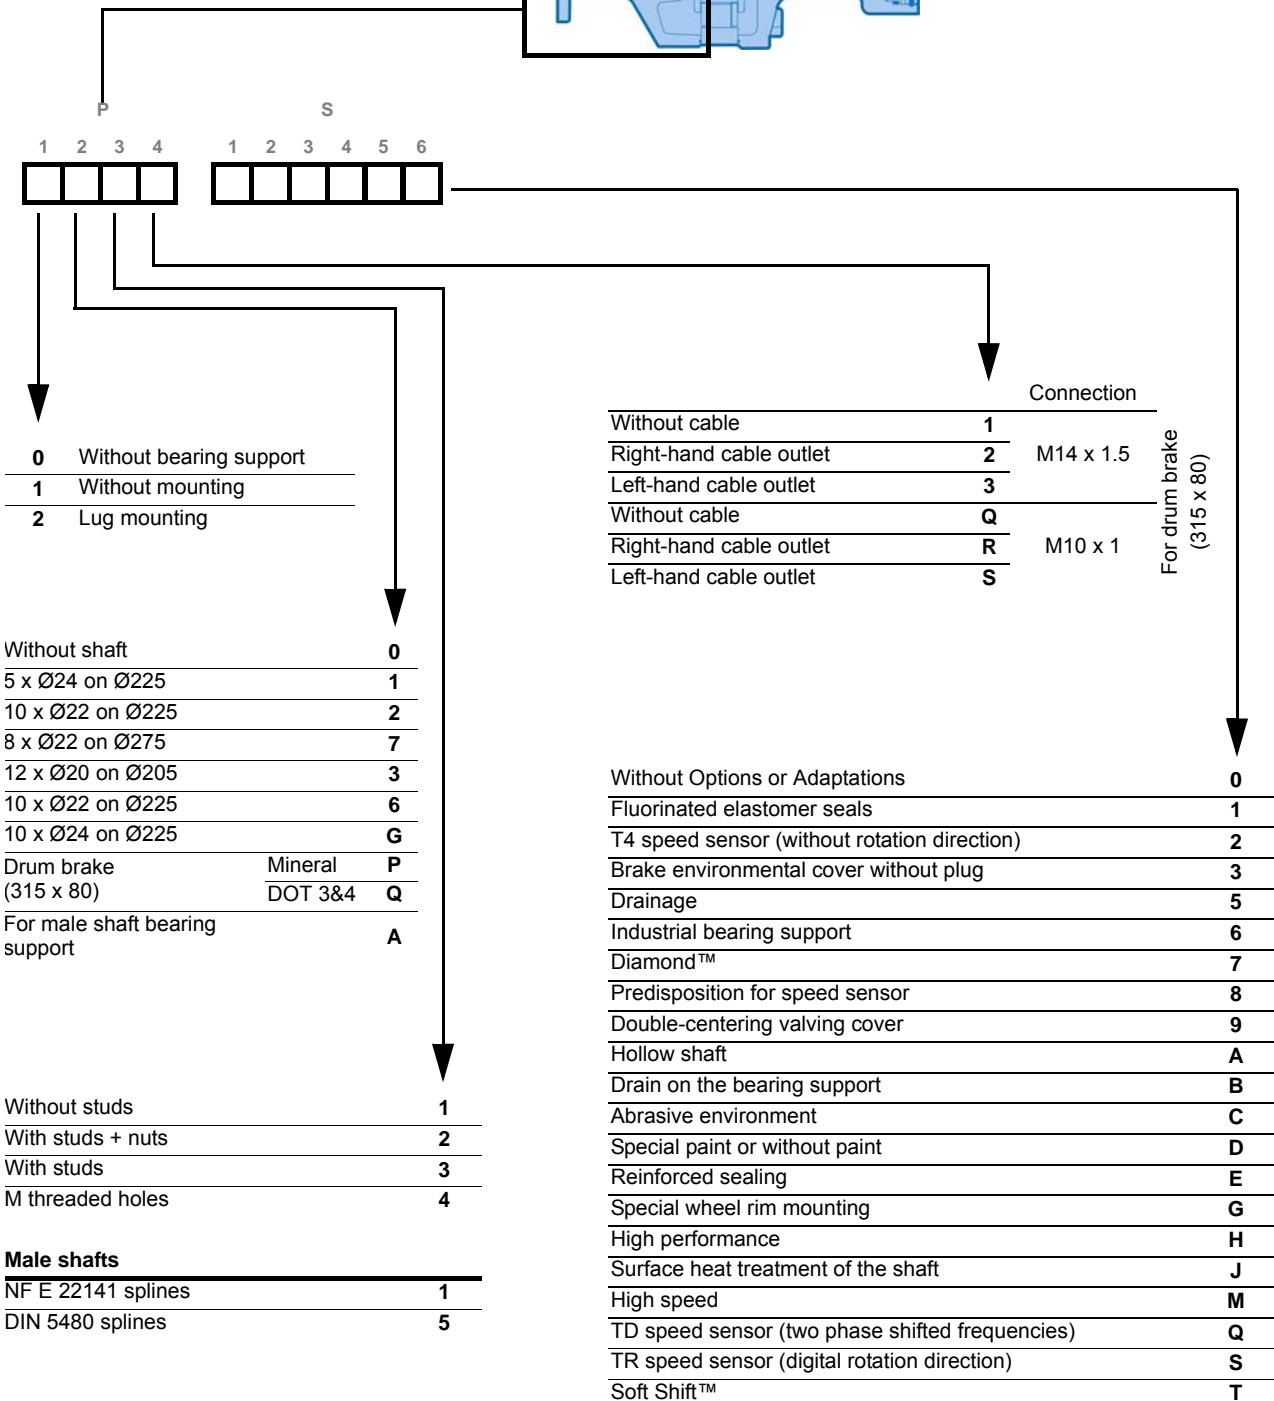 P S
1 2 3 4 1 2 3 4 5 6
0 Without bearing support
1 Without mounting
2 Lug mounting
Connection
Without cable 1
Right-hand cable outlet 2 M14 x 1.5
Left-hand cable outlet 3
Without cable Q
Right-hand cable outlet R M10 x 1
Left-hand cable outlet S
For drum brake
(315 x 80)
Without shaft 0
5 x Ø24 on Ø225 1
10 x Ø22 on Ø225 2
8 x Ø22 on Ø275 7
12 x Ø20 on Ø205 3
10 x Ø22 on Ø225 6
10 x Ø24 on Ø225 G
Drum brake Mineral P
(315 x 80) DOT 3&4 Q
For male shaft bearing
support A
Without studs 1
With studs + nuts 2
With studs 3
M threaded holes 4
Male shafts
NF E 22141 splines 1
DIN 5480 splines 5
Without Options or Adaptations 0
Fluorinated elastomer seals 1
T4 speed sensor (without rotation direction) 2
Brake environmental cover without plug 3
Drainage 5
Industrial bearing support 6
Diamond™ 7
Predisposition for speed sensor 8
Double-centering valving cover 9
Hollow shaft A
Drain on the bearing support B
Abrasive environment C
Special paint or without paint D
Reinforced sealing E
Special wheel rim mounting G
High performance H
Surface heat treatment of the shaft J
High speed M
TD speed sensor (two phase shifted frequencies) Q
TR speed sensor (digital rotation direction) S
Soft Shift™ T